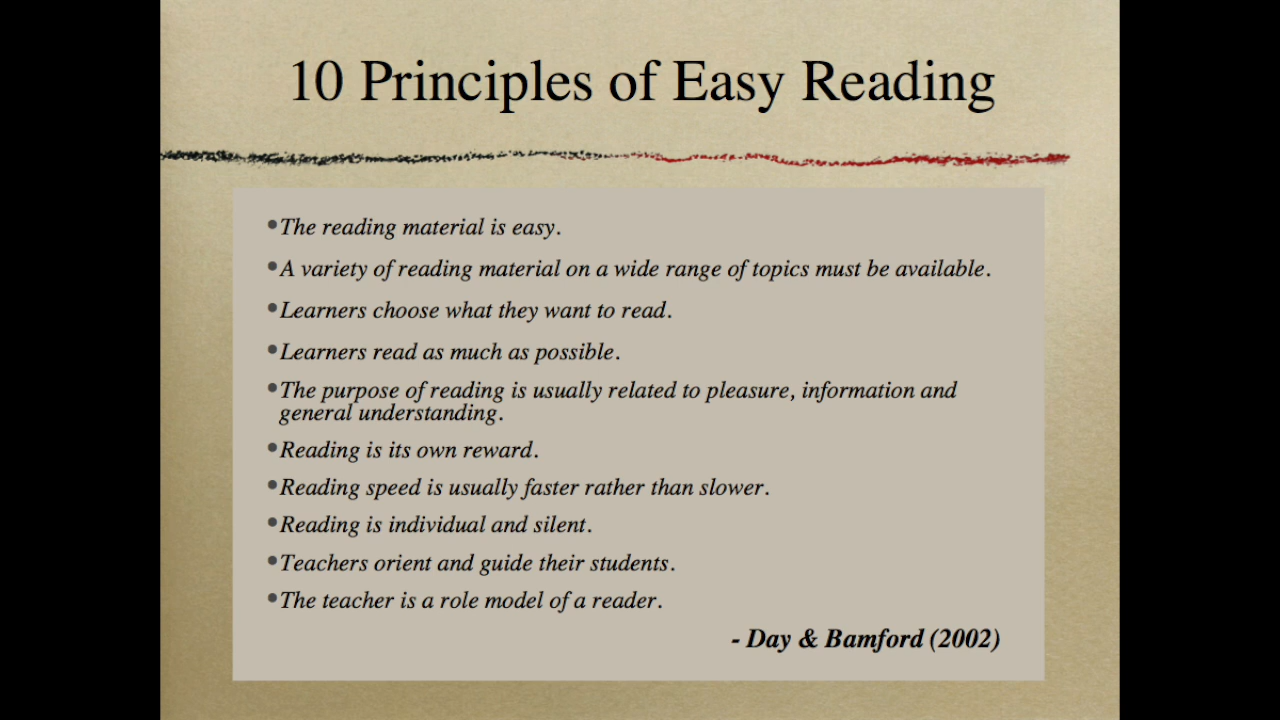 10 Principles of Easy Reading
•The reading material is easy.
•A variety of reading material on a wide range of topics must be available.
•Learners choose what they want to read.
•Learners read as much as possible.
•The purpose of reading is usually related to pleasure, information and
general understanding.
•Reading is its own reward.
•Reading speed is usually faster rather than slower.
•Reading is individual and silent.
•Teachers orient and guide their students.
•The teacher is a role model of a reader.
- Day & Bamford (2002)